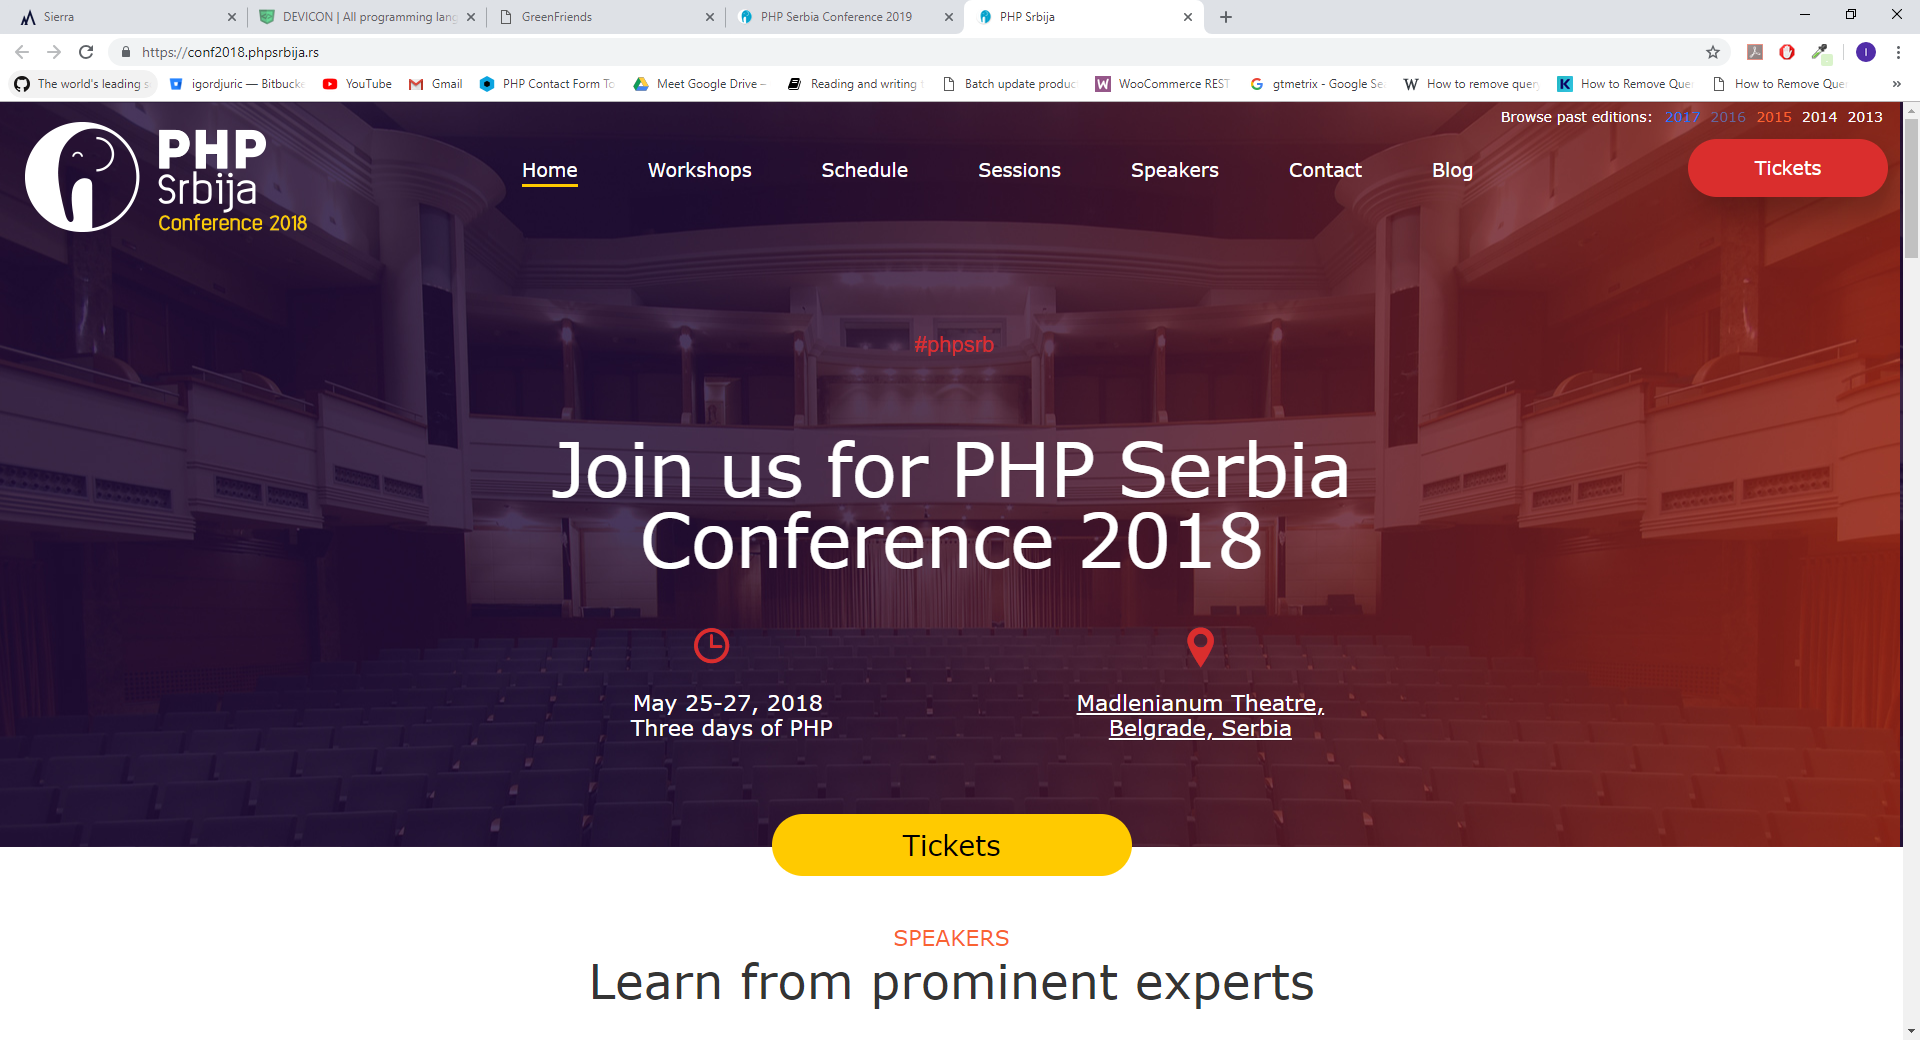 Sierra
DEVICON | All programming lang
GreenFriends
PHP Serbia Conference 2019
PHP Srbija
https://conf2018.phpsrbija.rs
I
The world's leading s
igordjuric — Bitbucke
YouTube
Gmail
PHP Contact Form To
Meet Google Drive –
Reading and writing
Batch update produc
WooCommerce REST
gtmetrix - Google Se
How to remove query
How to Remove Que
How to Remove Que
Browse past editions: 2017 2016 2015 2014 2013
PHP
Srbija
Conference 2018
Home
Workshops
Schedule
Sessions
Speakers
Contact
Blog
Tickets
#phpsrb
Join us for PHP Serbia
Conference 2018
May 25-27, 2018
Three days of PHP
Madlenianum Theatre,
Belgrade, Serbia
Tickets
SPEAKERS
Learn from prominent experts